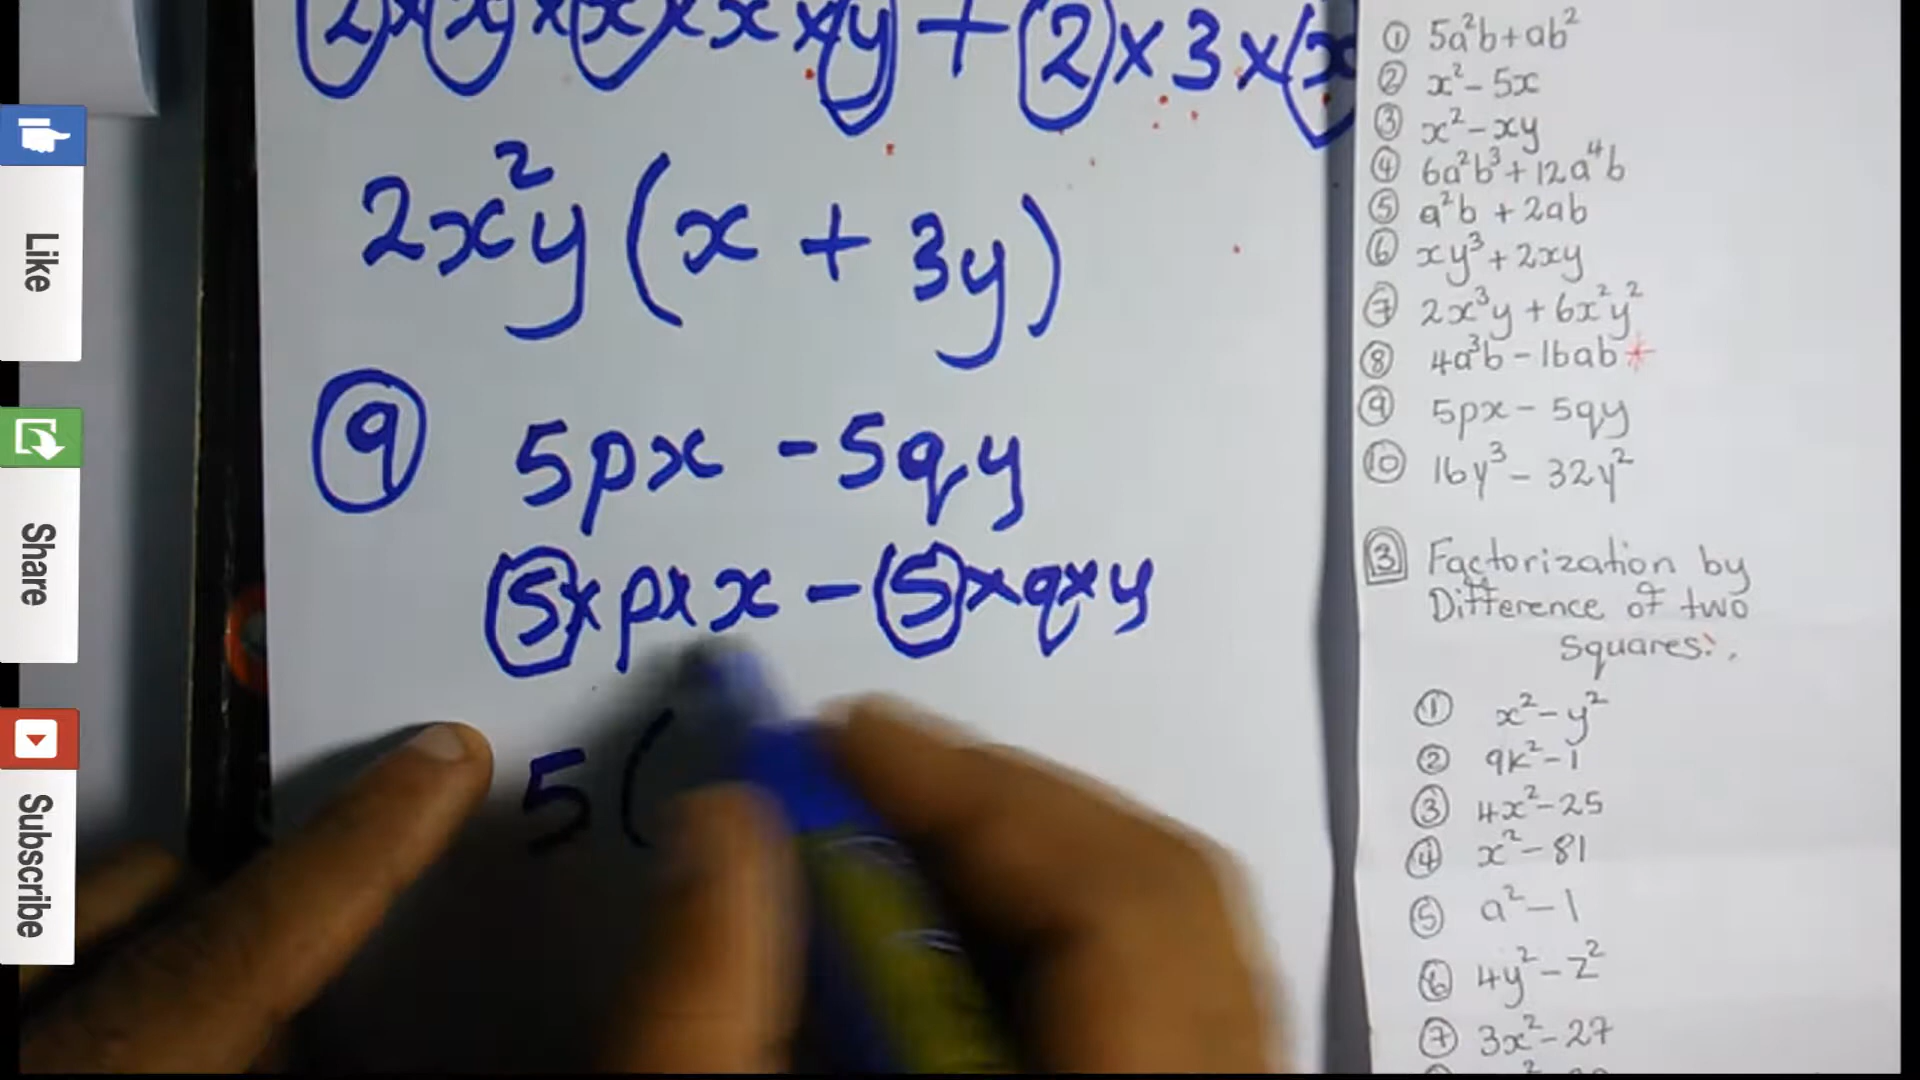 2×x×x×x×y+2×3×x
2x²y(x + 3y)
⑨ 5px - 5qy
5×p×x - 5×q×y
5(
① 5a²b+ab²
② x²- 5x
③ x²- xy
④ 6a²b³+12a⁴b
⑤ a²b + 2ab
⑥ xy³+2xy
⑦ 2x³y + 6x²y²
⑧ 4a³b - 16ab *
⑨ 5px - 5qy
⑩ 16y³- 32y²
3 Factorization by
Difference of two
Squares:.
① x²- y²
② 9k²-1
③ 4x²-25
④ x²- 81
⑤ a²-1
⑥ 4y²- Z²
⑦ 3x²-27
Like
Share
Subscribe